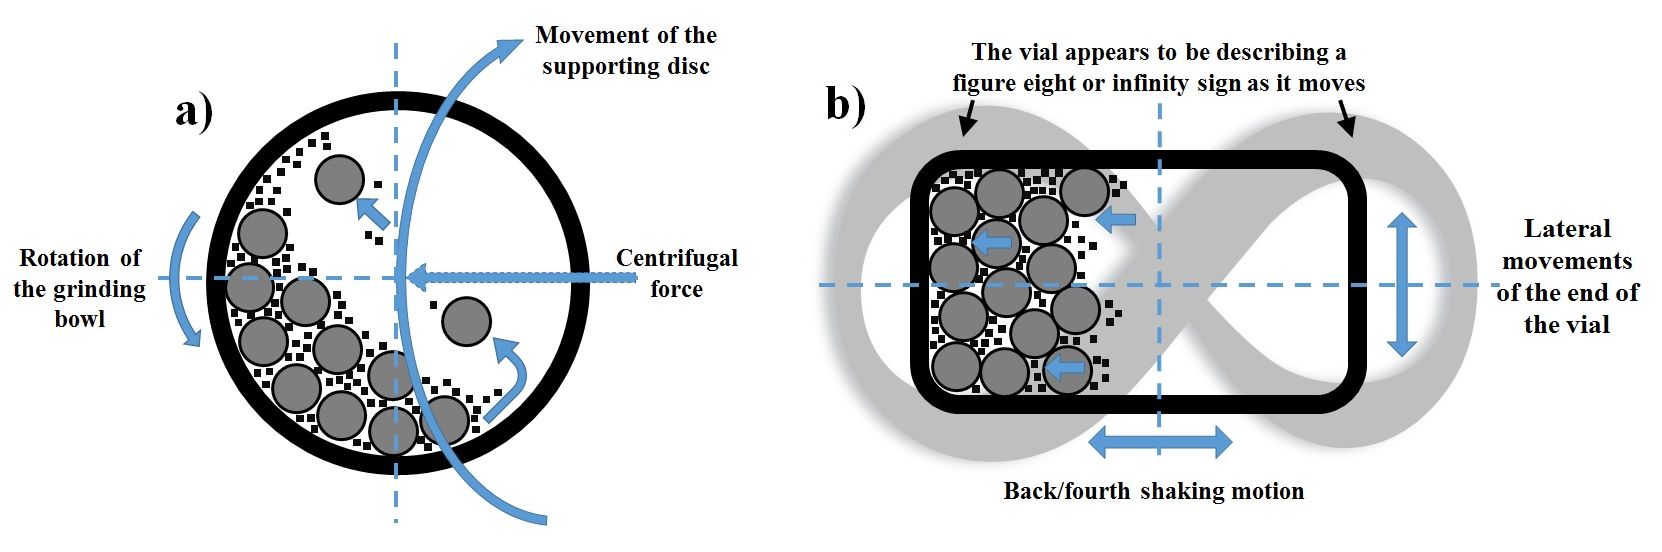 a)
Movement of the
supporting disc
Rotation of
the grinding
bowl
Centrifugal
force
b)
The vial appears to be describing a
figure eight or infinity sign as it moves
Lateral
movements
of the end of
the vial
Back/fourth shaking motion